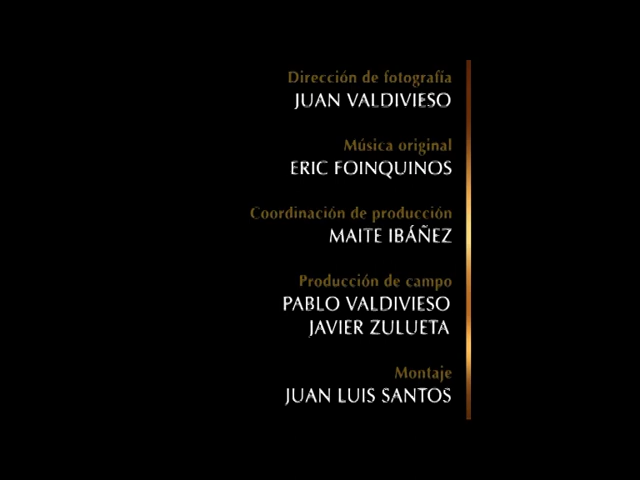 Dirección de fotografía
JUAN VALDIVIESO
Música original
ERIC FOINQUINOS
Coordinación de producción
MAITE IBÁÑEZ
Producción de campo
PABLO VALDIVIESO
JAVIER ZULUETA
Montaje
JUAN LUIS SANTOS